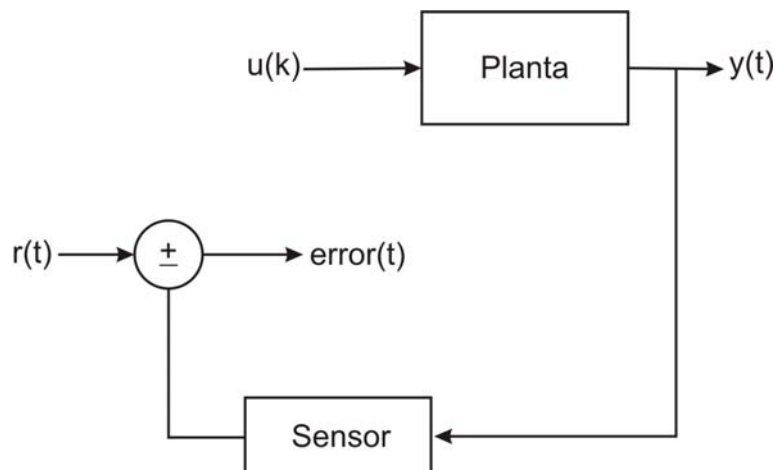 u(k) Planta y(t)
r(t) ± error(t)
Sensor